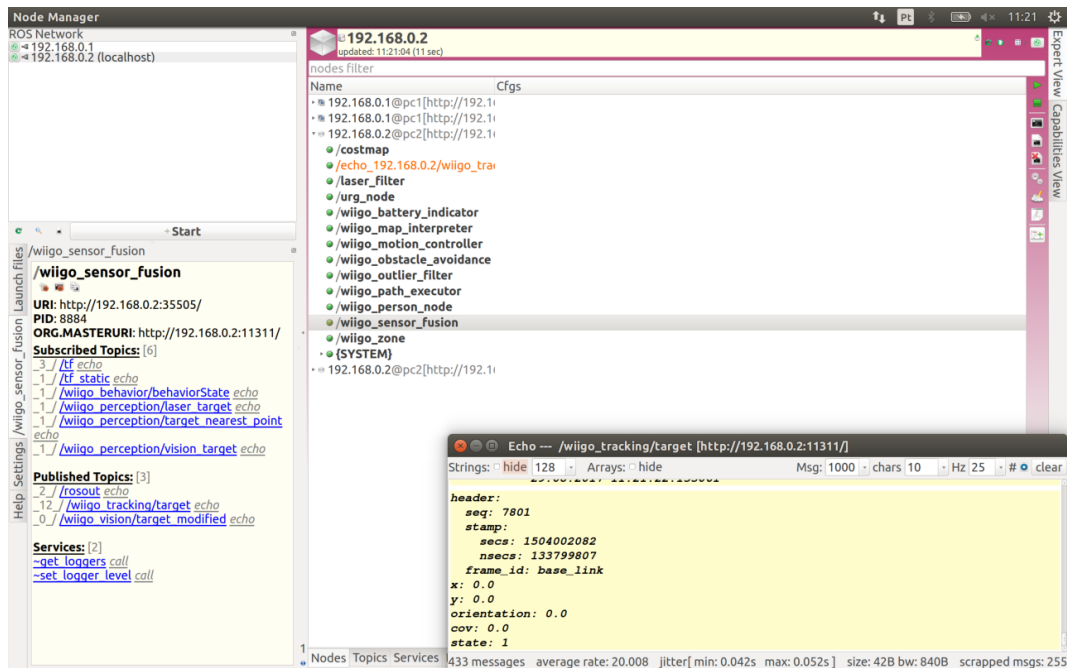 Node Manager
Pt
11:21
ROS Network
192.168.0.1
192.168.0.2 (localhost)
Start
/wiigo_sensor_fusion
/wiigo_sensor_fusion
URI: http://192.168.0.2:35505/
PID: 8884
ORG.MASTERURI: http://192.168.0.2:11311/
Subscribed Topics: [6]
_3_/ /tf echo
_1_/ /tf_static echo
_1_/ /wiigo_behavior/behaviorState echo
_1_/ /wiigo_perception/laser_target echo
_1_/ /wiigo_perception/target_nearest_point
echo
_1_/ /wiigo_perception/vision_target echo
Published Topics: [3]
_2_/ /rosout echo
_12_/ /wiigo_tracking/target echo
_0_/ /wiigo_vision/target_modified echo
Services: [2]
~get_loggers call
~set_logger_level call
Launch files
/wiigo_sensor_fusion
Settings
Help
192.168.0.2
updated: 11:21:04 (11 sec)
nodes filter
Name Cfgs
192.168.0.1@pc1[http://192.1
192.168.0.1@pc1[http://192.1
192.168.0.2@pc2[http://192.1
/costmap
/echo_192.168.0.2/wiigo_tra
/laser_filter
/urg_node
/wiigo_battery_indicator
/wiigo_map_interpreter
/wiigo_motion_controller
/wiigo_obstacle_avoidance
/wiigo_outlier_filter
/wiigo_path_executor
/wiigo_person_node
/wiigo_sensor_fusion
/wiigo_zone
{SYSTEM}
192.168.0.2@pc2[http://192.1
Expert View
Capabilities View
1
Nodes Topics Services
Echo --- /wiigo_tracking/target [http://192.168.0.2:11311/]
Strings: hide 128 Arrays: hide Msg: 1000 chars 10 Hz 25 # clear
header:
seq: 7801
stamp:
secs: 1504002082
nsecs: 133799807
frame_id: base_link
x: 0.0
y: 0.0
orientation: 0.0
cov: 0.0
state: 1
433 messages average rate: 20.008 jitter[ min: 0.042s max: 0.052s ] size: 42B bw: 840B scrapped msgs: 255